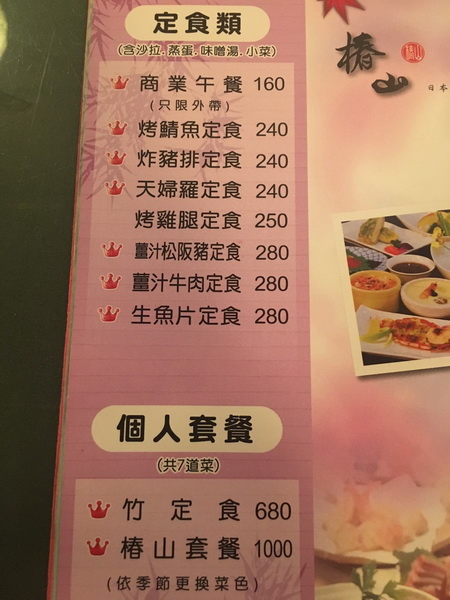 定食類
(含沙拉.蒸蛋.味噌湯.小菜)
商業午餐 160
(只限外帶)
烤鯖魚定食 240
炸豬排定食 240
天婦羅定食 240
烤雞腿定食 250
薑汁松阪豬定食 280
薑汁牛肉定食 280
生魚片定食 280
個人套餐
(共7道菜)
竹定食 680
椿山套餐 1000
(依季節更換菜色)
椿山
日本